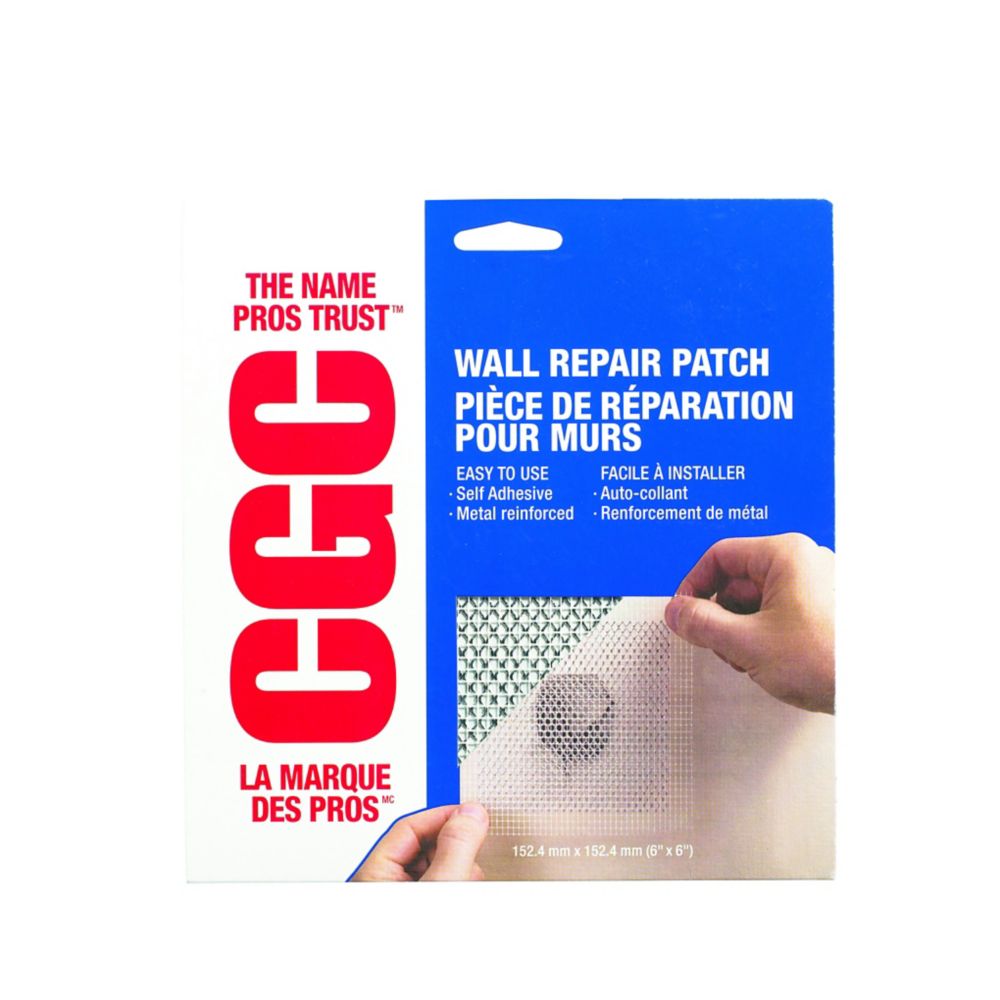 THE NAME
PROS TRUST™
CGC
LA MARQUE
DES PROS MC
WALL REPAIR PATCH
PIÈCE DE RÉPARATION
POUR MURS
EASY TO USE
· Self Adhesive
· Metal reinforced
FACILE À INSTALLER
· Auto-collant
· Renforcement de métal
152.4 mm x 152.4 mm (6" x 6")